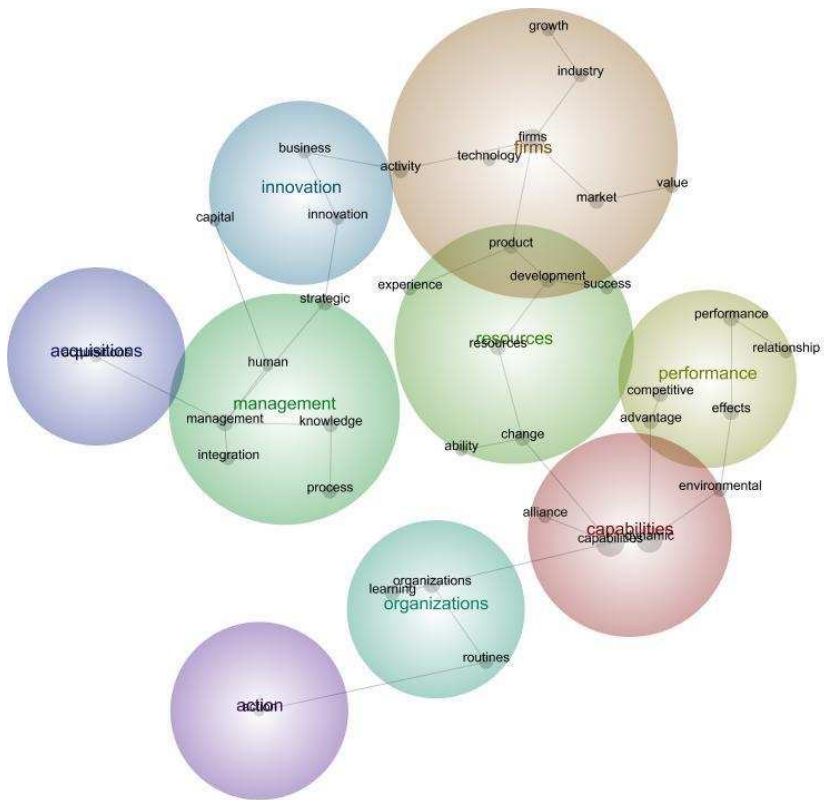 growth
industry
firms
firms
technology
business
activity
innovation
value
market
capital
innovation
product
development
success
experience
strategic
performance
resources
resources
relationship
acquisitions
acquisitions
human
performance
competitive
management
effects
advantage
management
knowledge
change
ability
integration
process
environmental
alliance
capabilities
capabilities
dynamic
organizations
learning
organizations
routines
action
action